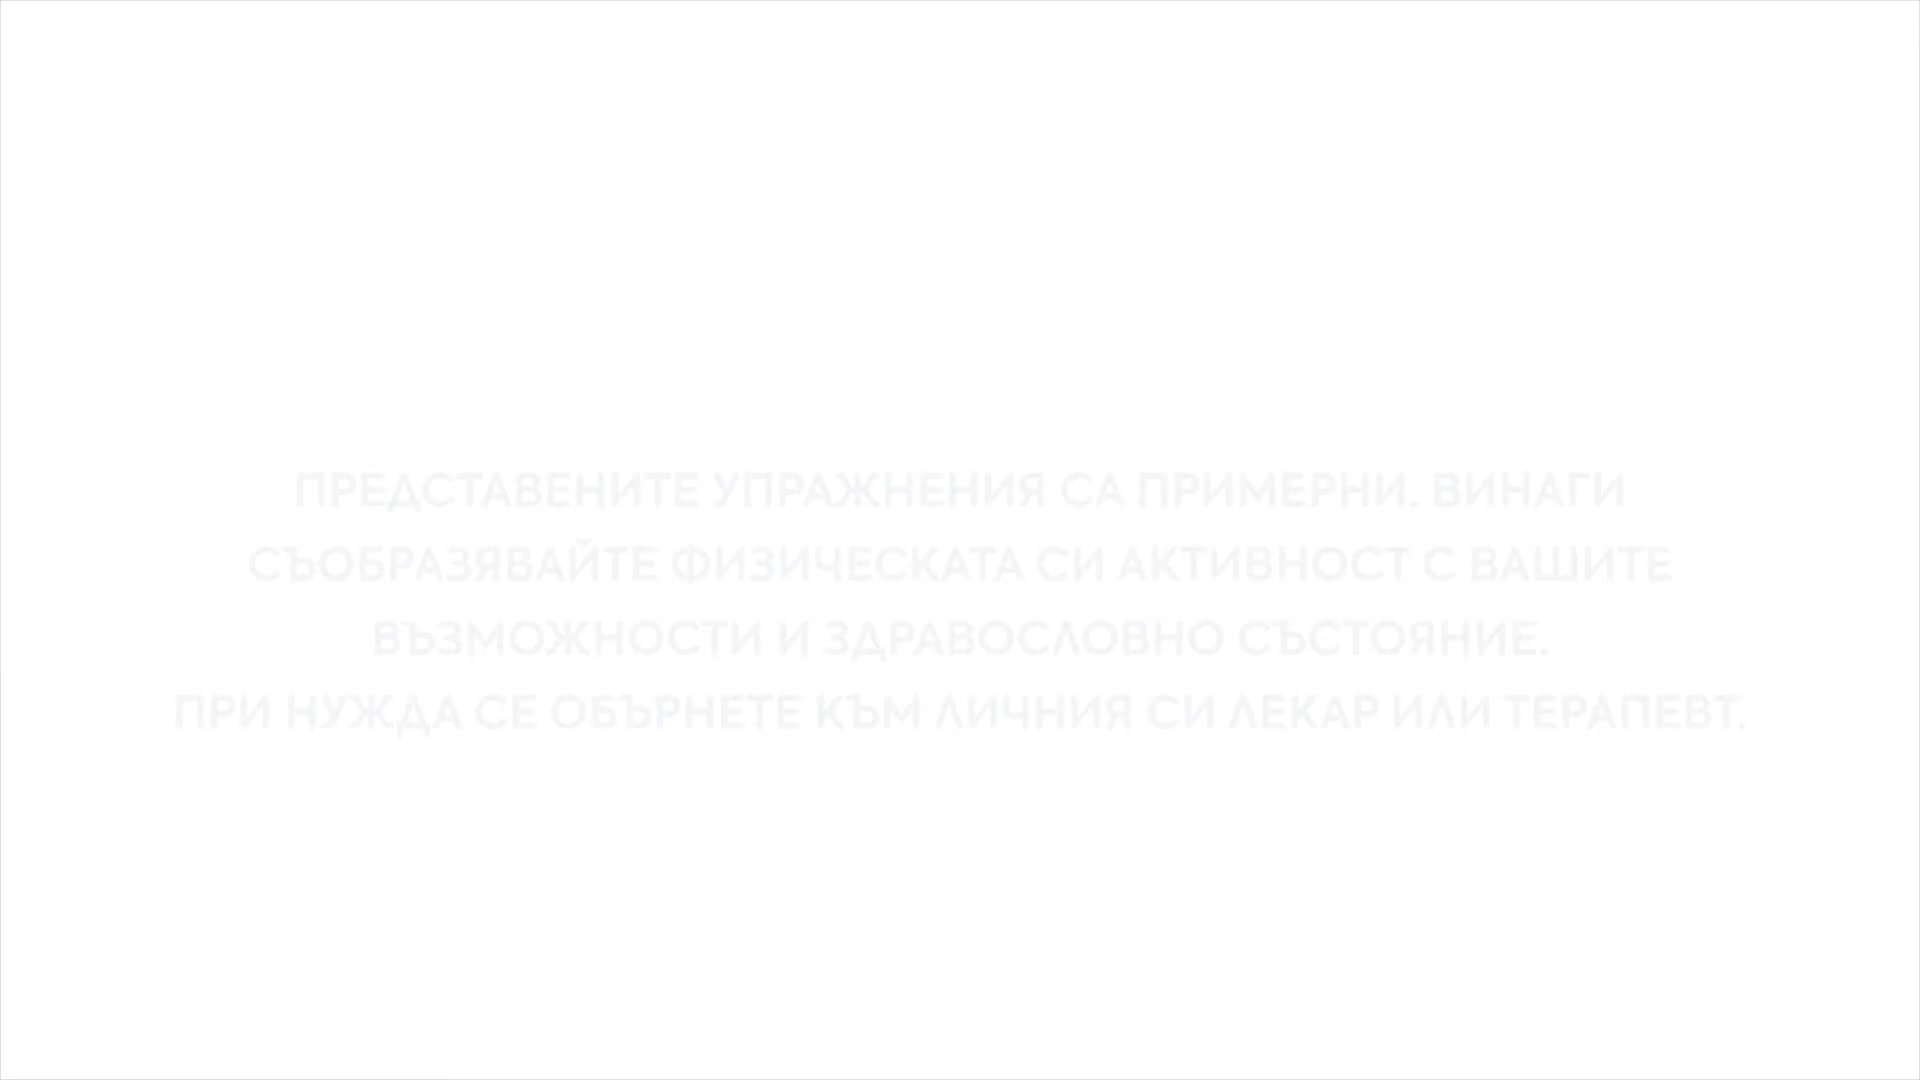 ПРЕДСТАВЕНИТЕ УПРАЖНЕНИЯ СА ПРИМЕРНИ. ВИНАГИ
СЪОБРАЗЯВАЙТЕ ФИЗИЧЕСКАТА СИ АКТИВНОСТ С ВАШИТЕ
ВЪЗМОЖНОСТИ И ЗДРАВОСЛОВНО СЪСТОЯНИЕ.
ПРИ НУЖДА СЕ ОБЪРНЕТЕ КЪМ ЛИЧНИЯ СИ ЛЕКАР ИЛИ ТЕРАПЕВТ.